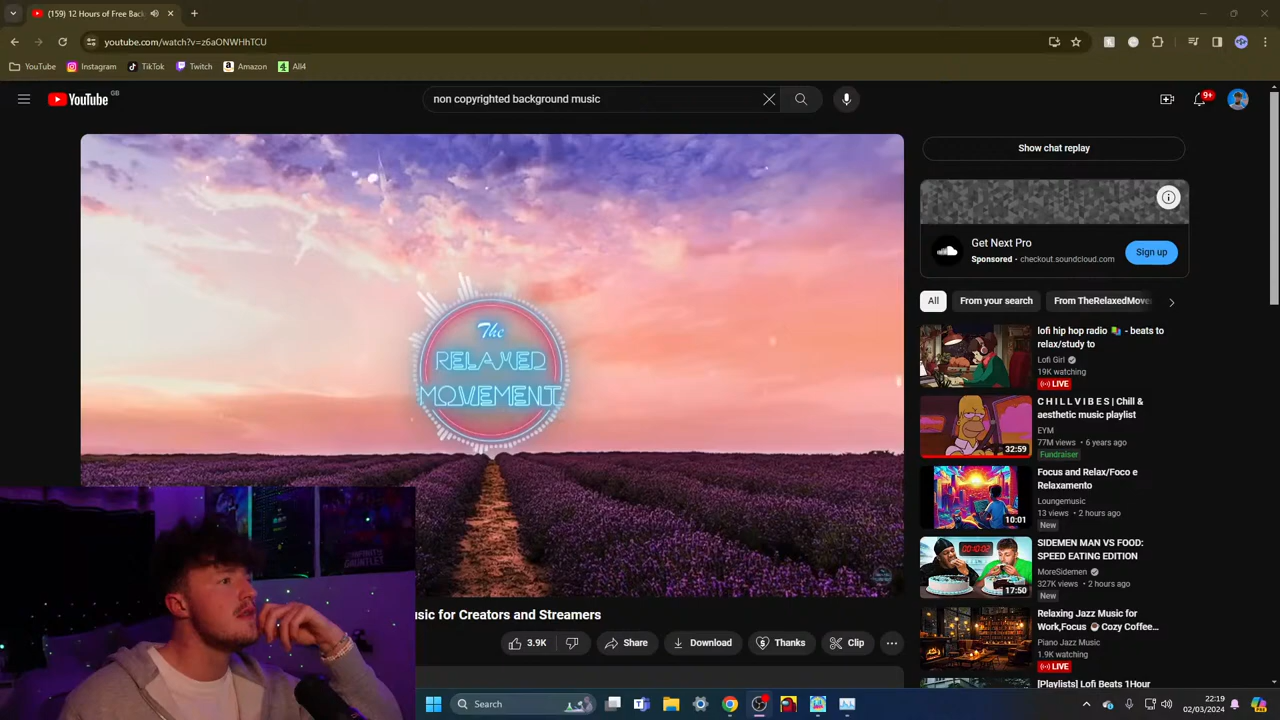 (159) 12 Hours of Free Bac
youtube.com/watch?v=z6aONWHhTCU
YouTube
Instagram
TikTok
Twitch
Amazon
All4
YouTube GB
non copyrighted background music
9+
Show chat replay
The
RELAXED
MOVEMENT
Get Next Pro
Sponsored · checkout.soundcloud.com
Sign up
All
From your search
From TheRelaxedMove
lofi hip hop radio 📚 - beats to
relax/study to
Lofi Girl
19K watching
LIVE
C H I L L V I B E S | Chill &
aesthetic music playlist
EYM
77M views • 6 years ago
Fundraiser
32:59
Focus and Relax/Foco e
Relaxamento
Loungemusic
13 views • 2 hours ago
New
10:01
SIDEMEN MAN VS FOOD:
SPEED EATING EDITION
MoreSidemen
327K views • 2 hours ago
New
17:50
Relaxing Jazz Music for
Work,Focus ☕ Cozy Coffee...
Piano Jazz Music
1.9K watching
LIVE
[Playlists] Lofi Beats 1Hour
GAUNTLET
usic for Creators and Streamers
3.9K
Share
Download
Thanks
Clip
Search
22:19
02/03/2024